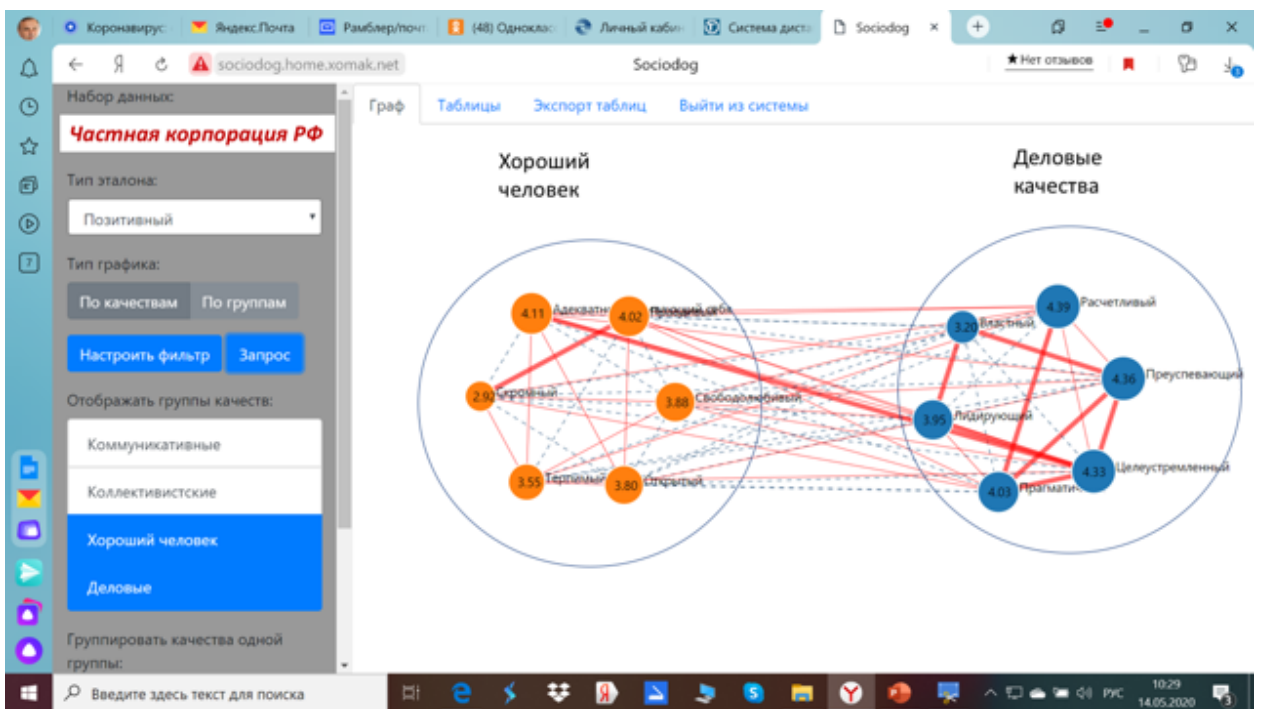 Коронавирус
Яндекс.Почта
Рамблер/почт
(48) Однокла
Личный каби
Система дист
Sociodog
sociodog.home.xomak.net
Sociodog
★Нет отзывов
Набор данных:
Частная корпорация РФ
Тип эталона:
Позитивный
Тип графика:
По качествам
По группам
Настроить фильтр
Запрос
Отображать группы качеств:
Коммуникативные
Коллективистские
Хороший человек
Деловые
Группировать качества одной
группы:
Граф
Таблицы
Экспорт таблиц
Выйти из системы
Хороший
человек
Деловые
качества
4.11
4.02
2.92 Скромный
3.88 Свободолюбивый
3.55 Терпимый
3.80 Открытый
4.39 Расчетливый
3.20 Властный
4.36 Преуспевающий
3.95 Лидирующий
4.33 Целеустремленный
4.03
Введите здесь текст для поиска
РУС
10:29
14.05.2020